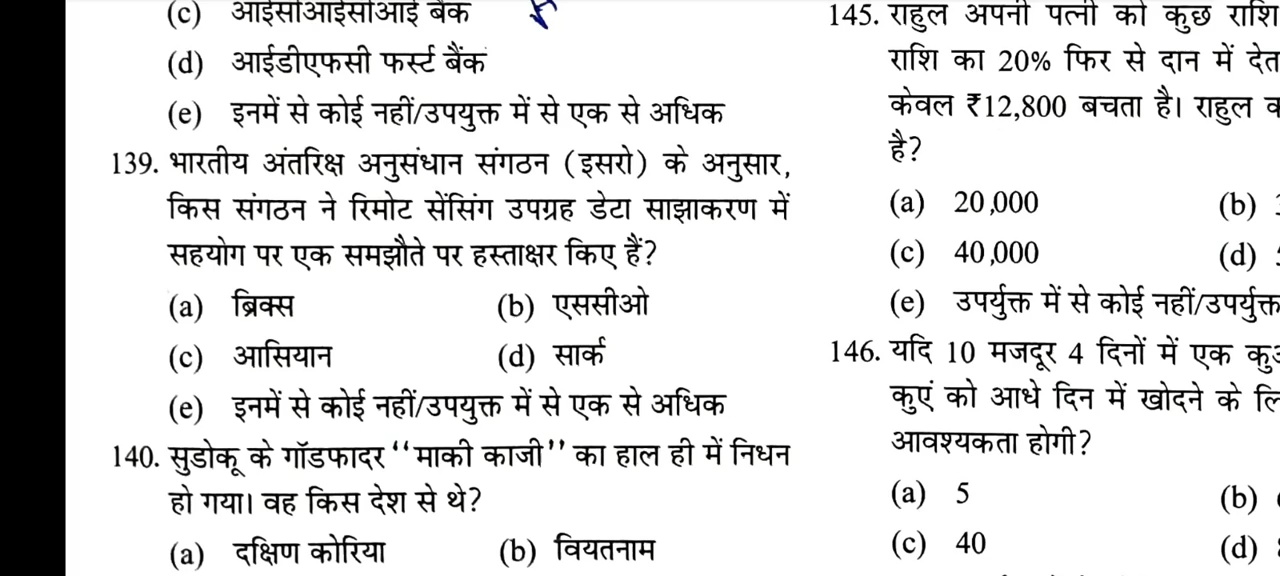 (c) आईसीआईसीआई बैंक
(d) आईडीएफसी फर्स्ट बैंक
(e) इनमें से कोई नहीं/उपयुक्त में से एक से अधिक
139. भारतीय अंतरिक्ष अनुसंधान संगठन (इसरो) के अनुसार,
किस संगठन ने रिमोट सेंसिंग उपग्रह डेटा साझाकरण में
सहयोग पर एक समझौते पर हस्ताक्षर किए हैं?
(a) ब्रिक्स (b) एससीओ
(c) आसियान (d) सार्क
(e) इनमें से कोई नहीं/उपयुक्त में से एक से अधिक
140. सुडोकू के गॉडफादर ‘‘माकी काजी’’ का हाल ही में निधन
हो गया। वह किस देश से थे?
(a) दक्षिण कोरिया (b) वियतनाम
145. राहुल अपनी पत्नी को कुछ राशि
राशि का 20% फिर से दान में देत
केवल ₹12,800 बचता है। राहुल
है?
(a) 20,000 (b)
(c) 40,000 (d)
(e) उपर्युक्त में से कोई नहीं/उपर्युक्त
146. यदि 10 मजदूर 4 दिनों में एक
कुएं को आधे दिन में खोदने के
आवश्यकता होगी?
(a) 5 (b)
(c) 40 (d)